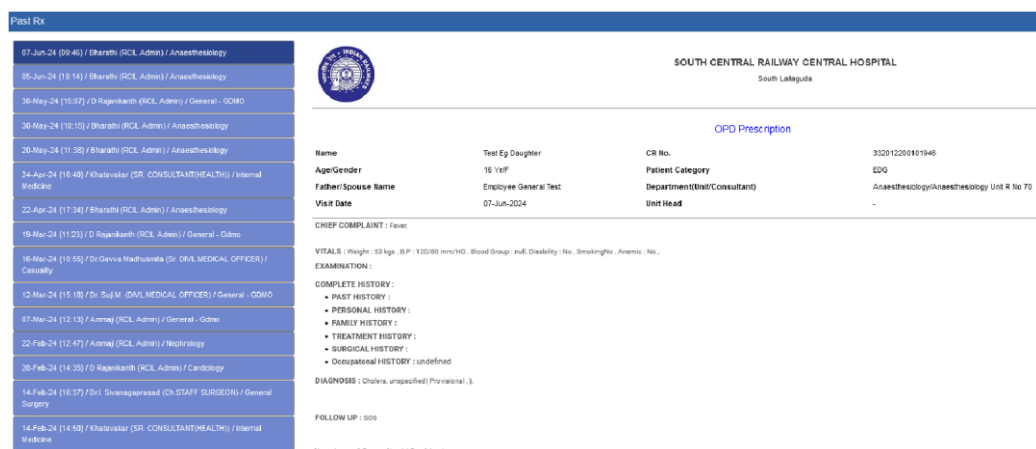 Past Rx
07-Jun-24 {09:46} / Bharathi (RCIL Admin) / Anaesthesiology
05-Jun-24 {18:14} / Bharathi (RCIL Admin) / Anaesthesiology
30-May-24 {15:07} / D Rajanikanth (RCIL Admin) / General - GDMO
30-May-24 {10:15} / Bharathi (RCIL Admin) / Anaesthesiology
20-May-24 {11:38} / Bharathi (RCIL Admin) / Anaesthesiology
24-Apr-24 {16:40} / Khatavakar (SR. CONSULTANT(HEALTH)) / Internal
Medicine
22-Apr-24 {17:34} / Bharathi (RCIL Admin) / Anaesthesiology
19-Mar-24 {11:23} / D Rajanikanth (RCIL Admin) / General - Gdmo
16-Mar-24 {10:55} / Dr.Gavva Madhusmita (Sr. DIVL.MEDICAL OFFICER) /
Casuality
12-Mar-24 {15:18} / Dr. Suji.M. (DIVL.MEDICAL OFFICER) / General - GDMO
07-Mar-24 {12:13} / Ammaji (RCIL Admin) / General - Gdmo
22-Feb-24 {12:47} / Ammaji (RCIL Admin) / Nephrology
20-Feb-24 {14:35} / D Rajanikanth (RCIL Admin) / Cardiology
14-Feb-24 {16:37} / Dr.I. Sivanagaprasad (Ch.STAFF SURGEON) / General
Surgery
14-Feb-24 {14:50} / Khatavakar (SR. CONSULTANT(HEALTH)) / Internal
Medicine
INDIAN RAILWAYS
SOUTH CENTRAL RAILWAY CENTRAL HOSPITAL
South Lallaguda
OPD Prescription
Name Test Eg Daughter CR No. 332012200101946
Age/Gender 16 Yr/F Patient Category EDG
Father/Spouse Name Employee General Test Department(Unit/Consultant) Anaesthesiology/Anaesthesiology Unit R No 70
Visit Date 07-Jun-2024 Unit Head -
CHIEF COMPLAINT : Fever,
VITALS : Weight : 53 kgs , B.P : 120/80 mm/HG , Blood Group : null, Disability : No , SmokingNo , Anemic : No ,
EXAMINATION :
COMPLETE HISTORY :
• PAST HISTORY :
• PERSONAL HISTORY :
• FAMILY HISTORY :
• TREATMENT HISTORY :
• SURGICAL HISTORY :
• Occupatonal HISTORY : undefined
DIAGNOSIS : Cholera, unspecified( Provisional , ),
FOLLOW UP : SOS